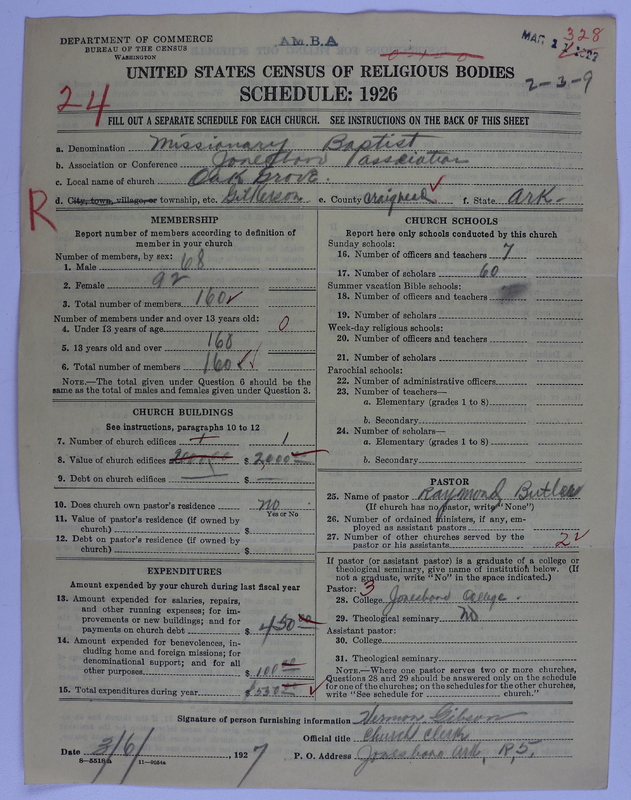 DEPARTMENT OF COMMERCE
BUREAU OF THE CENSUS
WASHINGTON
A.M.B.A
MAR 1
328
2-3-9
UNITED STATES CENSUS OF RELIGIOUS BODIES
SCHEDULE: 1926
24
FILL OUT A SEPARATE SCHEDULE FOR EACH CHURCH. SEE INSTRUCTIONS ON THE BACK OF THIS SHEET
a. Denomination Missionary Baptist
b. Association or Conference Jonesboro Association
c. Local name of church Oak Grove.
R
d. City, town, village, or township, etc. Gilkerson e. County Craighead f. State Ark.
MEMBERSHIP
Report number of members according to definition of
member in your church
Number of members, by sex:
1. Male 68
2. Female 92
3. Total number of members 160
Number of members under and over 13 years old:
4. Under 13 years of age 0
5. 13 years old and over 160
6. Total number of members 160
NOTE.—The total given under Question 6 should be
same as the total of males and females given under Question 3.
CHURCH BUILDINGS
See instructions, paragraphs 10 to 12
7. Number of church edifices 1 1
8. Value of church edifices $ 2,000
9. Debt on church edifices — $ —
10. Does church own pastor's residence no
Yes or No
11. Value of pastor's residence (if owned by
church) $
12. Debt on pastor's residence (if owned by
church) $
EXPENDITURES
Amount expended by your church during last fiscal year
13. Amount expended for salaries, repairs,
and other running expenses; for im-
provements or new buildings; and for
payments on church debt $ 450 00
14. Amount expended for benevolences, in-
cluding home and foreign missions; for
denominational support; and for all
other purposes $ 100
15. Total expenditures during year $ 550
CHURCH SCHOOLS
Report here only schools conducted by this church
Sunday schools:
16. Number of officers and teachers 7
17. Number of scholars 60
Summer vacation Bible schools:
18. Number of officers and teachers
19. Number of scholars
Week-day religious schools:
20. Number of officers and teachers
21. Number of scholars
Parochial schools:
22. Number of administrative officers
23. Number of teachers—
a. Elementary (grades 1 to 8)
b. Secondary
24. Number of scholars—
a. Elementary (grades 1 to 8)
b. Secondary
PASTOR
25. Name of pastor Raymond Butler
(If church has no pastor, write "None")
26. Number of ordained ministers, if any, em-
ployed as assistant pastors
27. Number of other churches served by the
pastor or his assistants 2
If pastor (or assistant pastor) is a graduate of a college or
theological seminary, give name of institution below. (If
not a graduate, write "No" in the space indicated.)
Pastor: 3
28. College Jonesboro College.
29. Theological seminary no
Assistant pastor:
30. College
31. Theological seminary
NOTE.—Where one pastor serves two or more churches,
Questions 28 and 29 should be answered only on the schedule
for one of the churches; on the schedules for the other churches,
write "See schedule for church."
Signature of person furnishing information Vernon Gibson
Official title Church Clerk
Date 3/6/ 1927 P. O. Address Jonesboro Ark, R,5,
8—5518a 11—9054a